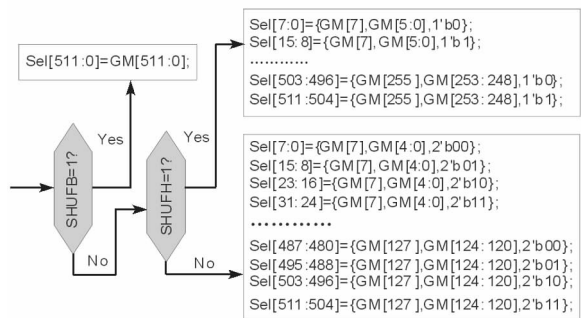 Sel[7:0]={GM[7],GM[5:0],1'b0};
Sel[15:8]={GM[7],GM[5:0],1'b1};
............
Sel[503:496]={GM[255],GM[253:248],1'b0};
Sel[511:504]={GM[255],GM[253:248],1'b1};
Sel[511:0]=GM[511:0];
Yes
Yes
SHUFB=1?
SHUFH=1?
No
No
Sel[7:0]={GM[7],GM[4:0],2'b00};
Sel[15:8]={GM[7],GM[4:0],2'b01};
Sel[23:16]={GM[7],GM[4:0],2'b10};
Sel[31:24]={GM[7],GM[4:0],2'b11};
............
Sel[487:480]={GM[127],GM[124:120],2'b00};
Sel[495:488]={GM[127],GM[124:120],2'b01};
Sel[503:496]={GM[127],GM[124:120],2'b10};
Sel[511:504]={GM[127],GM[124:120],2'b11};